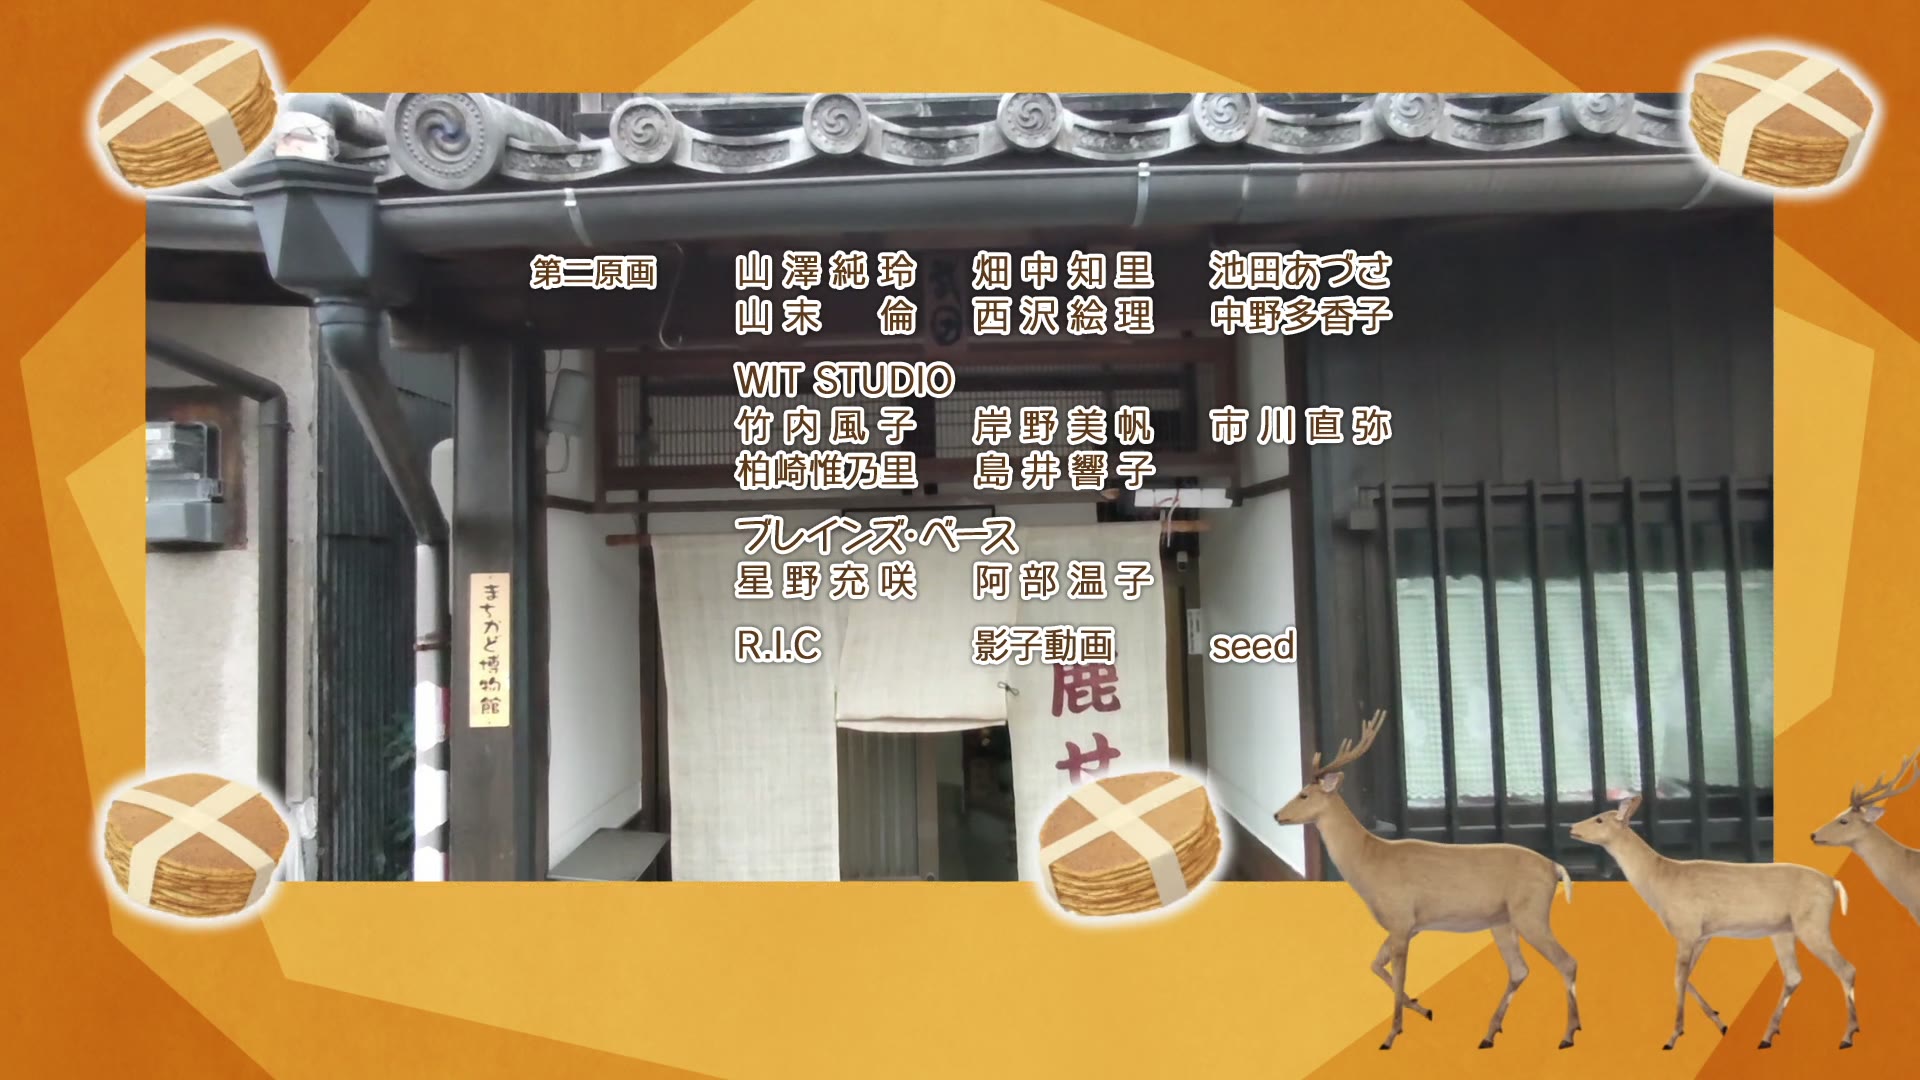 第二原画 山澤純玲 畑中知里 池田あづさ
山末 倫 西沢絵理 中野多香子
WIT STUDIO
竹内風子 岸野美帆 市川直弥
柏崎惟乃里 島井響子
ブレインズ・ベース
星野充咲 阿部温子
R.I.C 影子動画 seed
まちかど博物館
鹿
せ